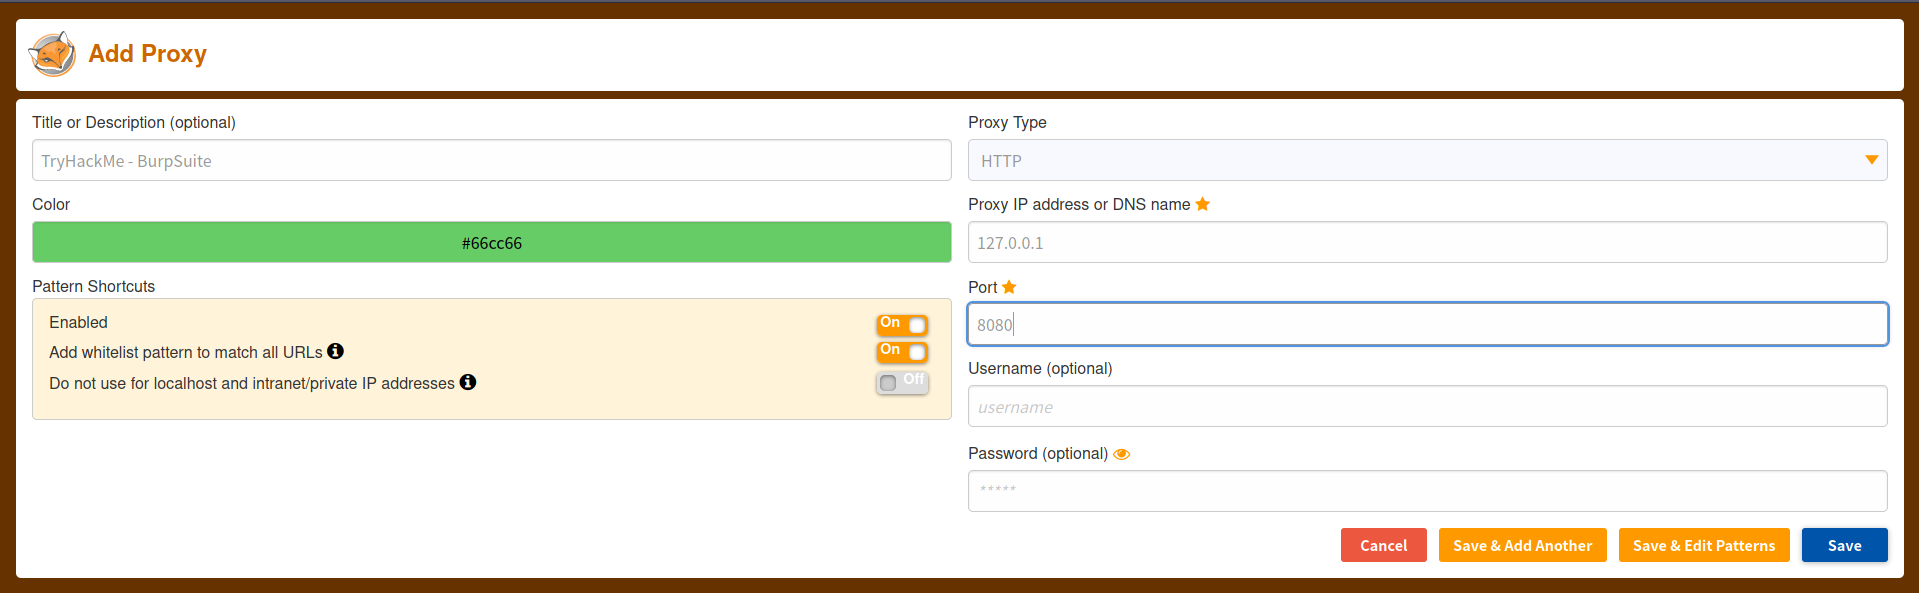 Add Proxy
Title or Description (optional)
TryHackMe - BurpSuite
Color
#66cc66
Pattern Shortcuts
Enabled
On
Add whitelist pattern to match all URLs
On
Do not use for localhost and intranet/private IP addresses
Off
Proxy Type
HTTP
Proxy IP address or DNS name
127.0.0.1
Port
8080
Username (optional)
username
Password (optional)
*****
Cancel
Save & Add Another
Save & Edit Patterns
Save